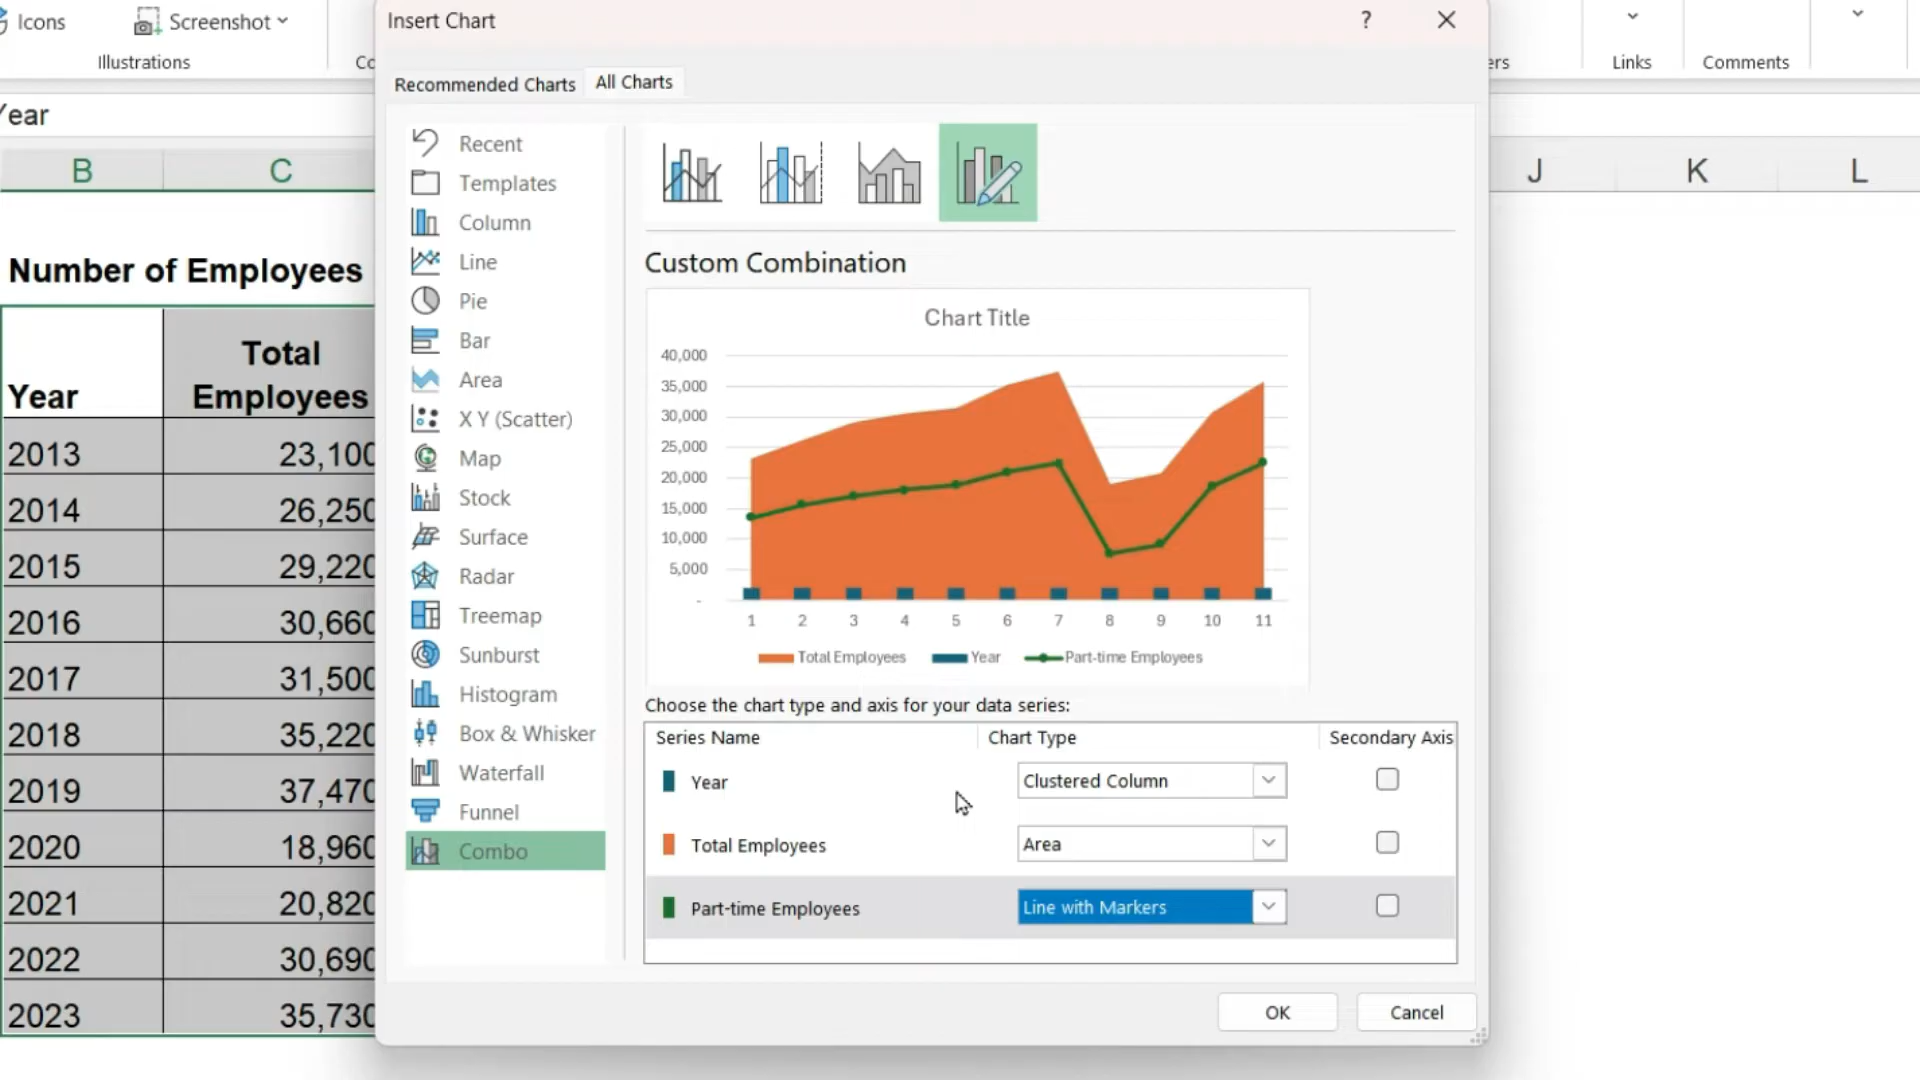 Icons
Screenshot
Illustrations
Insert Chart
?
Links
Comments
Recommended Charts
All Charts
Year
B
C
J
K
L
Number of Employees
Year
Total
Employees
2013
23,100
2014
26,250
2015
29,220
2016
30,660
2017
31,500
2018
35,220
2019
37,470
2020
18,960
2021
20,820
2022
30,690
2023
35,730
Recent
Templates
Column
Line
Pie
Bar
Area
X Y (Scatter)
Map
Stock
Surface
Radar
Treemap
Sunburst
Histogram
Box & Whisker
Waterfall
Funnel
Combo
Custom Combination
Chart Title
40,000
35,000
30,000
25,000
20,000
15,000
10,000
5,000
-
1 2 3 4 5 6 7 8 9 10 11
Total Employees Year Part-time Employees
Choose the chart type and axis for your data series:
Series Name Chart Type Secondary Axis
Year Clustered Column
Total Employees Area
Part-time Employees Line with Markers
OK Cancel